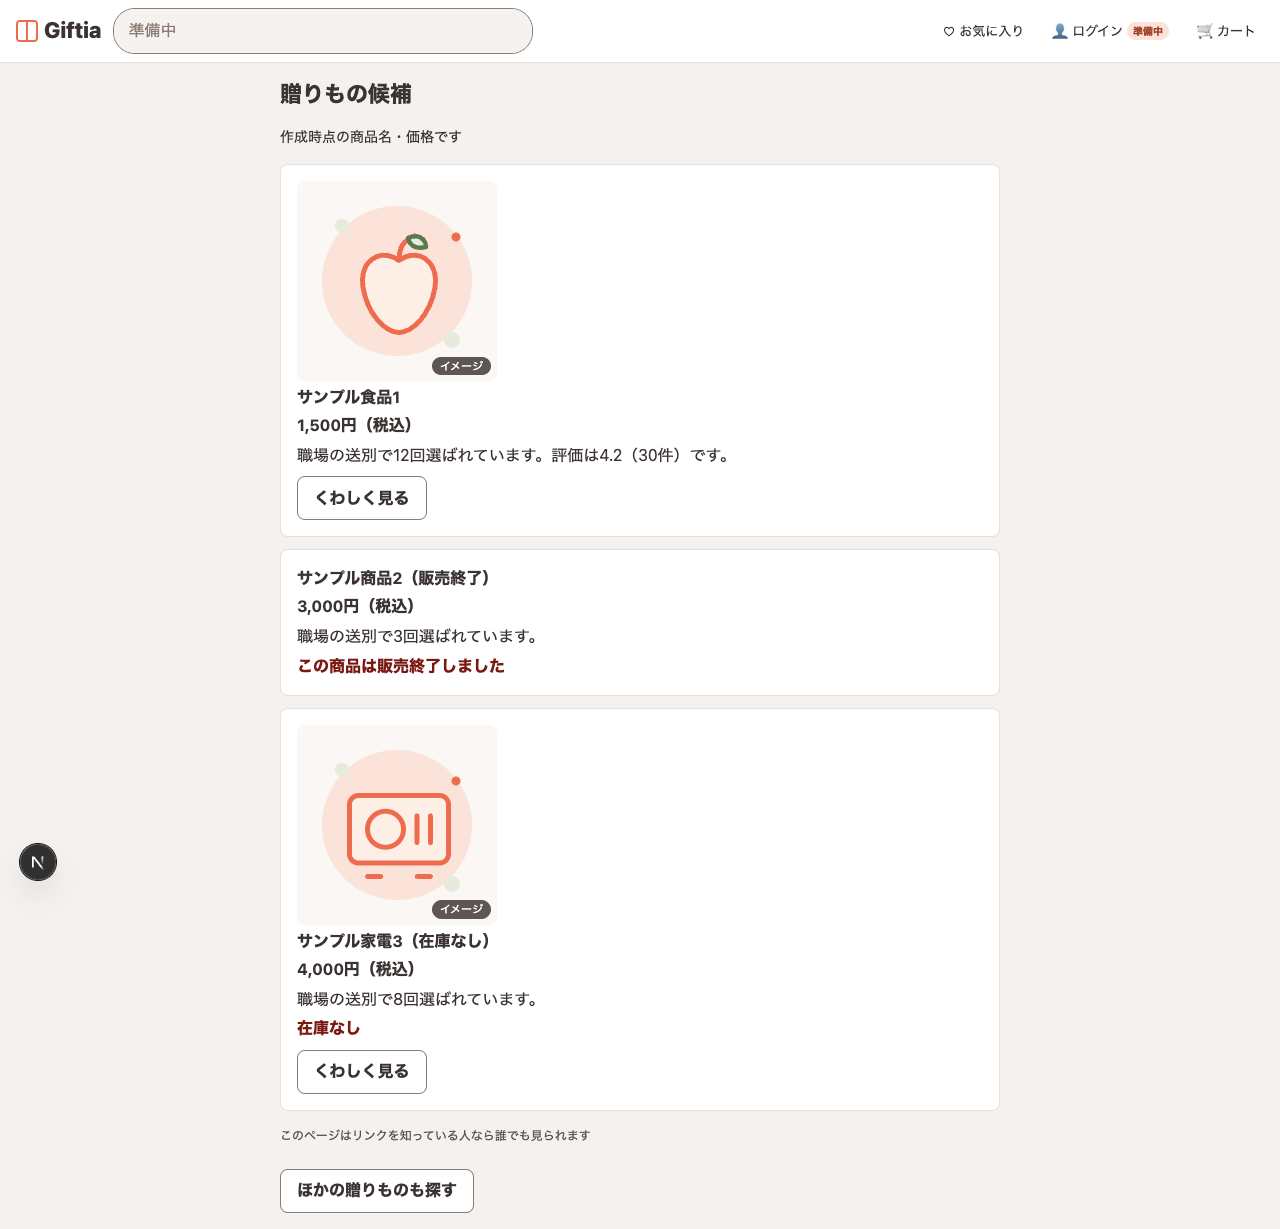 Giftia
準備中
♡ お気に入り
ログイン 準備中
カート
贈りもの候補
作成時点の商品名・価格です
イメージ
サンプル食品1
1,500円（税込）
職場の送別で12回選ばれています。評価は4.2（30件）です。
くわしく見る
サンプル商品2（販売終了）
3,000円（税込）
職場の送別で3回選ばれています。
この商品は販売終了しました
イメージ
サンプル家電3（在庫なし）
4,000円（税込）
職場の送別で8回選ばれています。
在庫なし
くわしく見る
N
このページはリンクを知っている人なら誰でも見られます
ほかの贈りものも探す